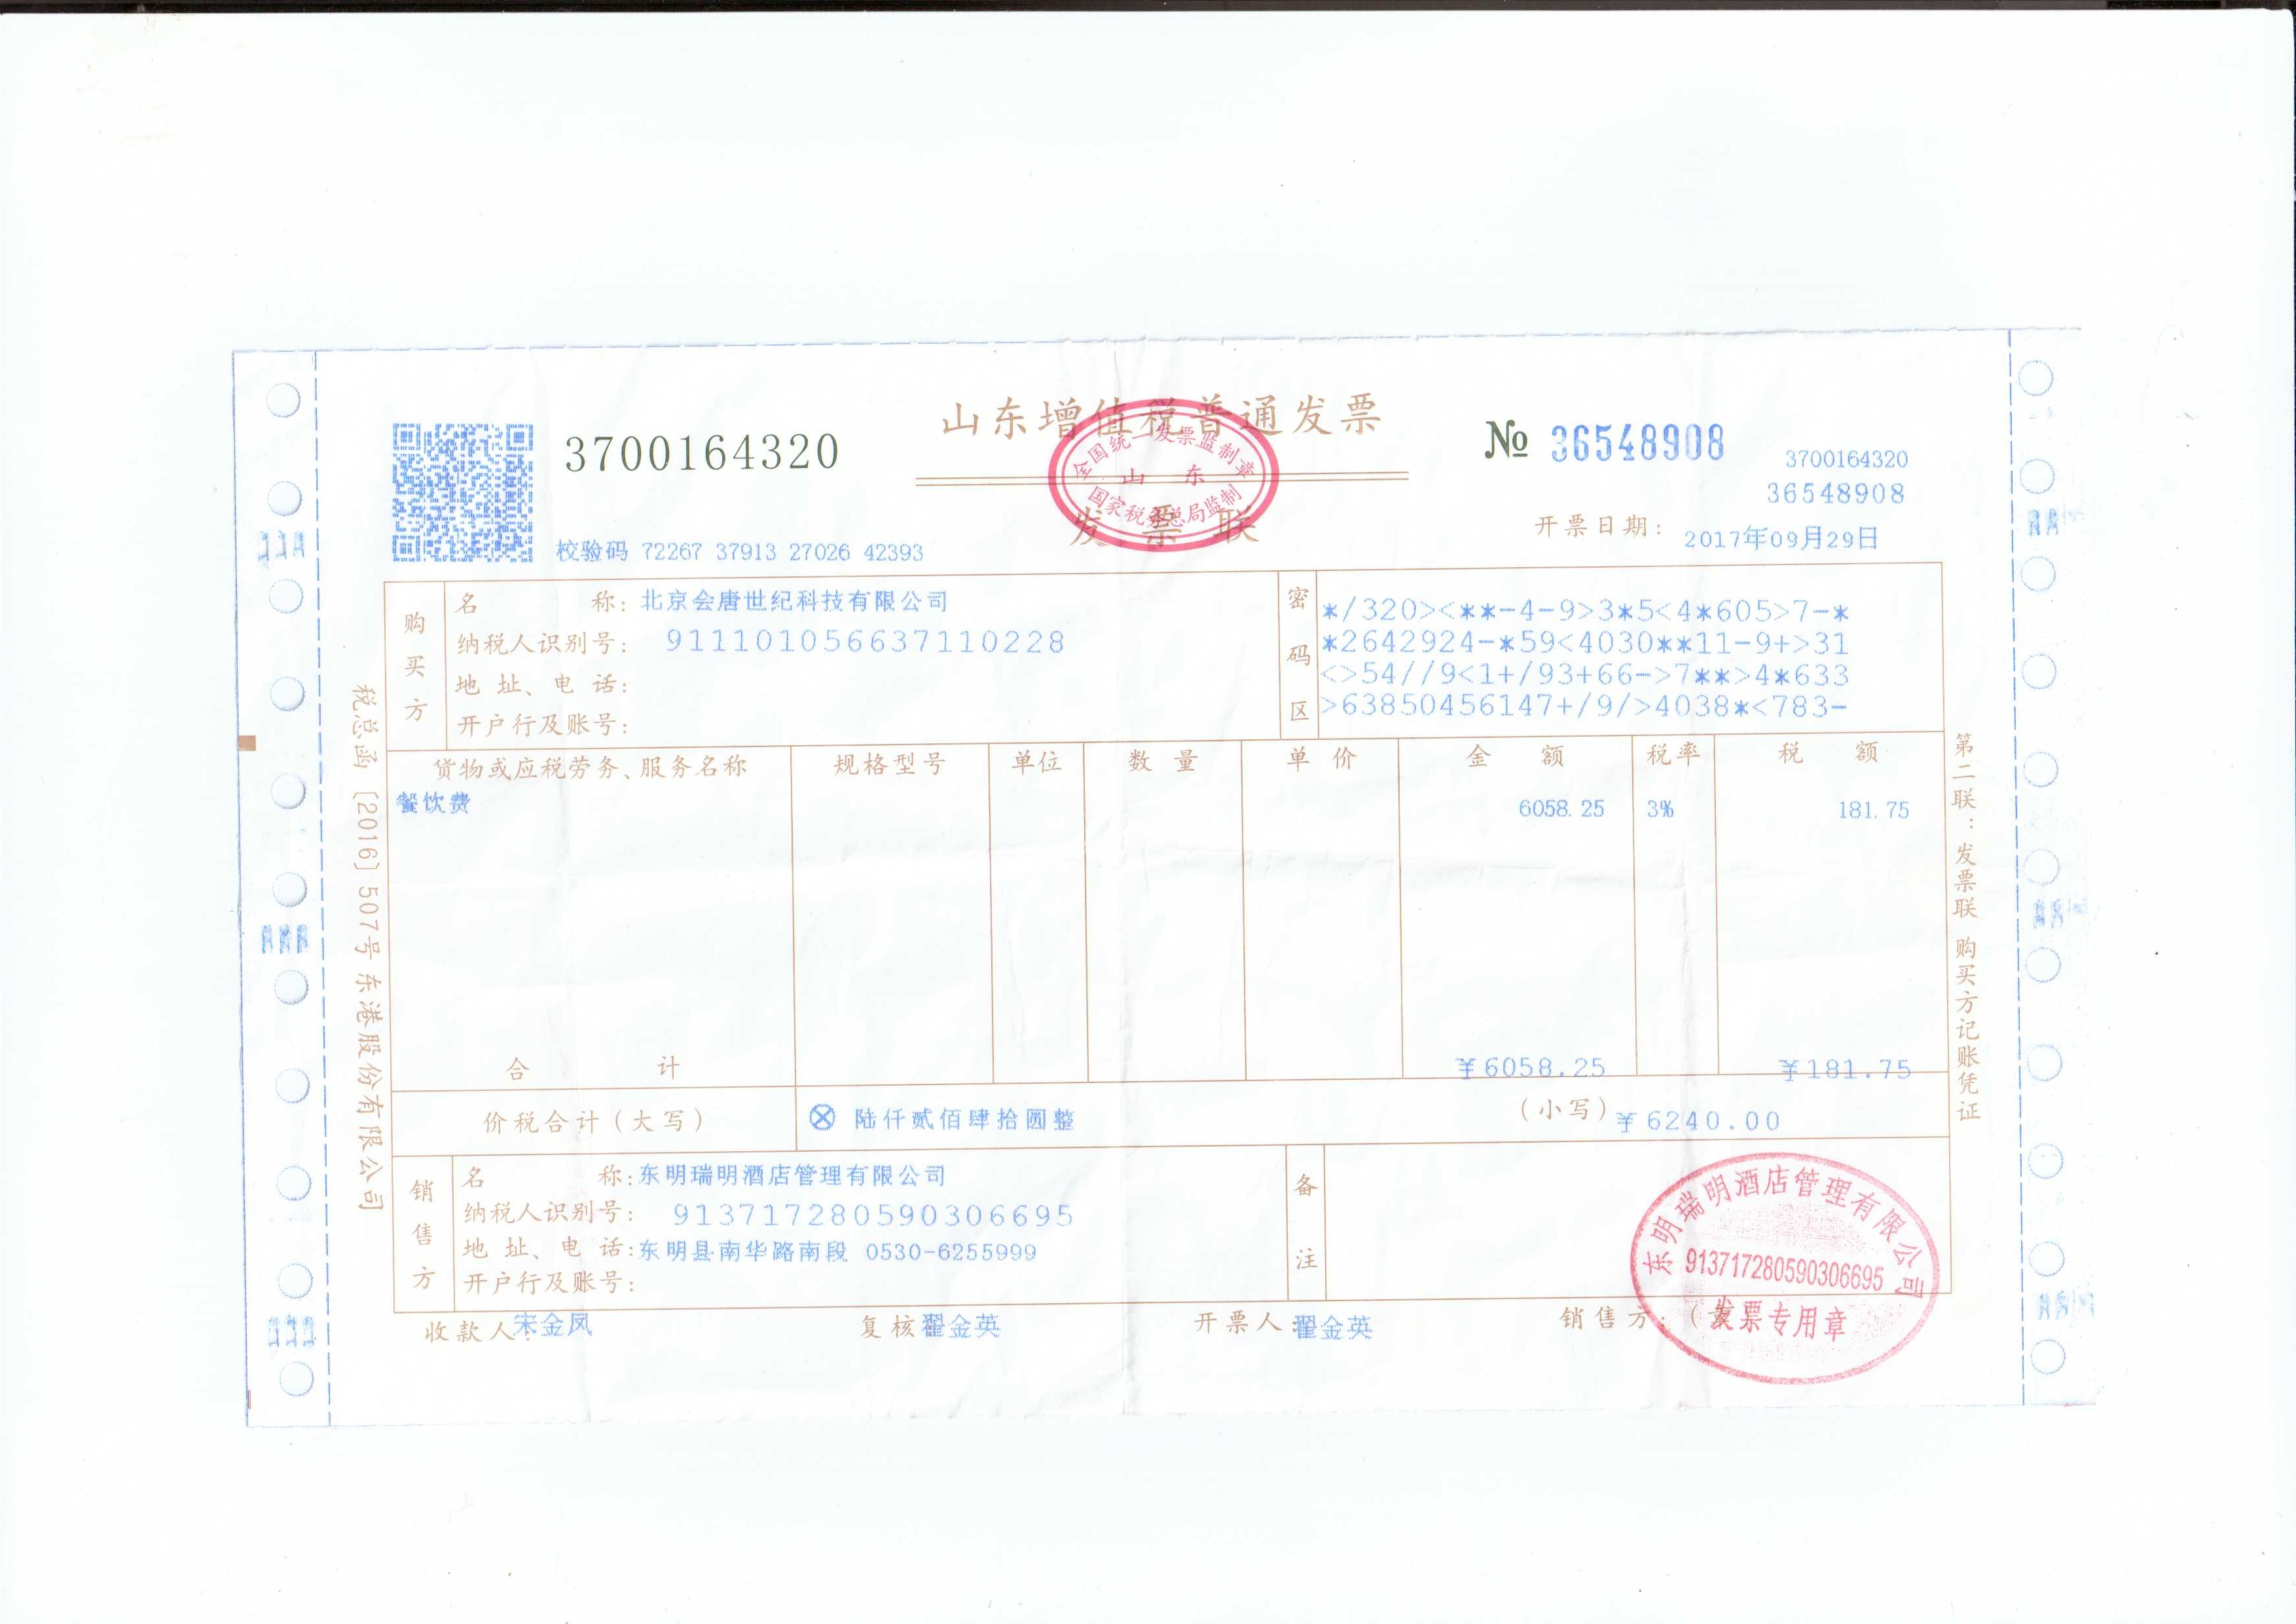 山东增值税普通发票
发票联
全国统一发票监制章
山东
国家税务总局监制
3700164320
№ 36548908
3700164320
36548908
校验码 72267 37913 27026 42393
开票日期: 2017年09月29日
购买方
名称: 北京会唐世纪科技有限公司
纳税人识别号: 911101056637110228
地址、电话:
开户行及账号:
密码区
*/320><**-4-9>3*5<4*605>7-*
*2642924-*59<4030**11-9+>31
<>54//9<1+/93+66->7**>4*633
>63850456147+/9/>4038*<783-
货物或应税劳务、服务名称 规格型号 单位 数量 单价 金额 税率 税额
餐饮费 6058.25 3% 181.75
合计 ¥6058.25 ¥181.75
价税合计(大写) ⊗ 陆仟贰佰肆拾圆整 (小写) ¥6240.00
销售方
名称: 东明瑞明酒店管理有限公司
纳税人识别号: 913717280590306695
地址、电话: 东明县南华路南段 0530-6255999
开户行及账号:
备注
收款人: 宋金凤 复核: 翟金英 开票人: 翟金英 销售方: (章)
东明瑞明酒店管理有限公司
913717280590306695
发票专用章
税总函〔2016〕507号 东港股份有限公司
第二联:发票联 购买方记账凭证